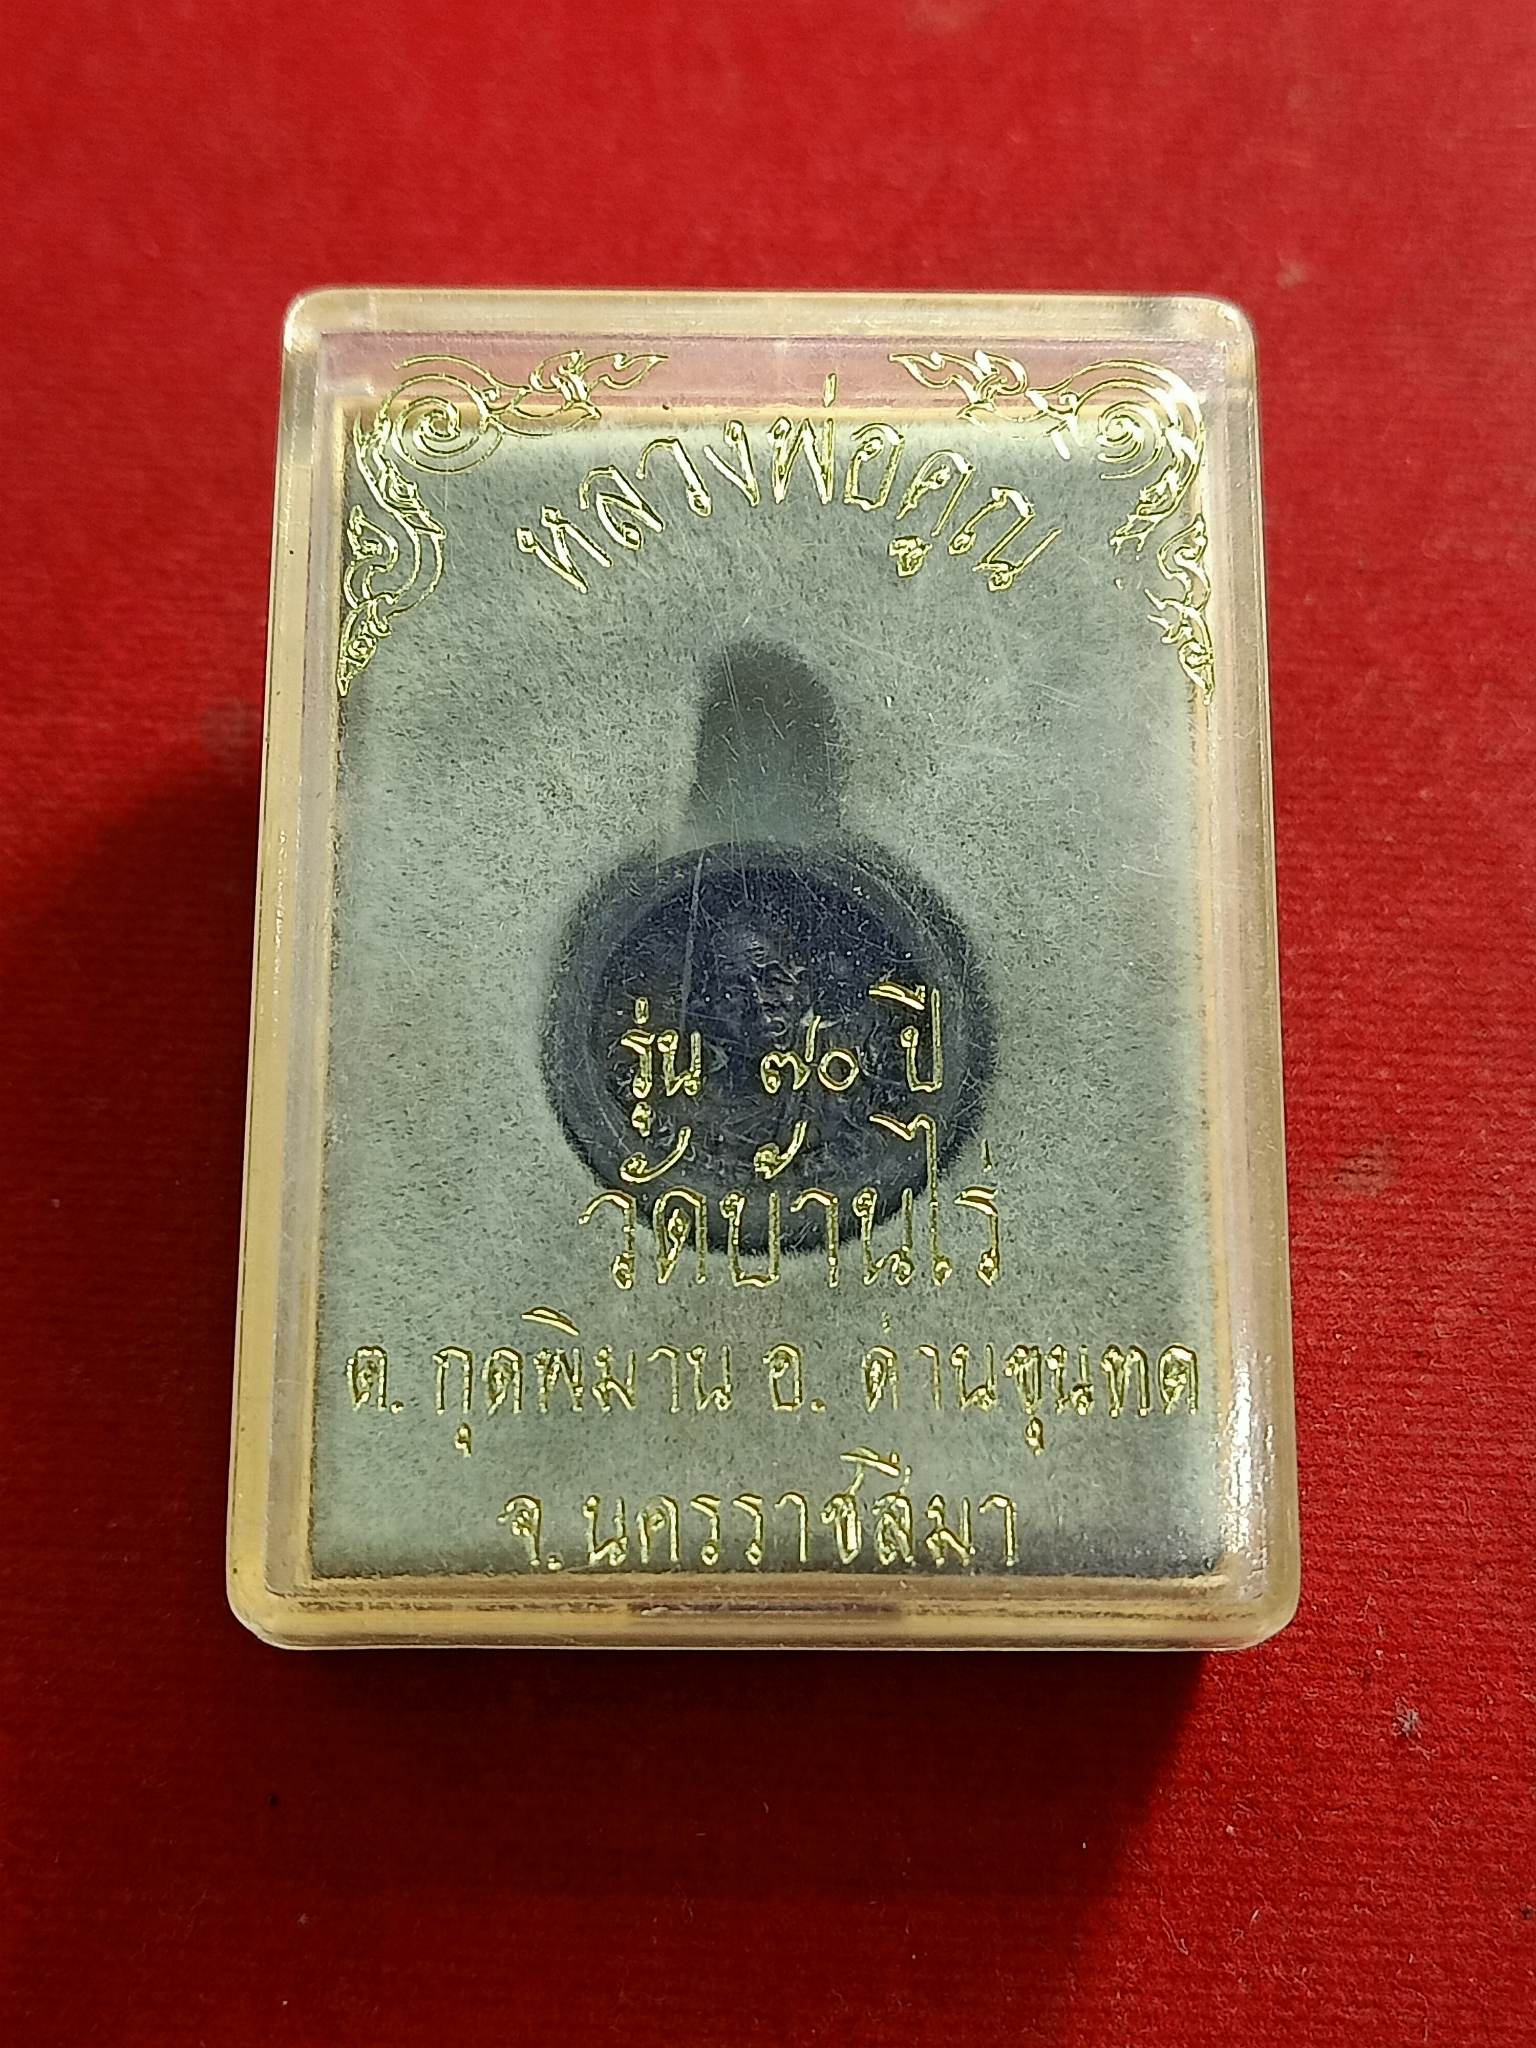 หลวงพ่อคูณ
รุ่น ๗๐ ปี
วัดบ้านไร่
ต. กุดพิมาน อ. ด่านขุนทด
จ. นครราชสีมา